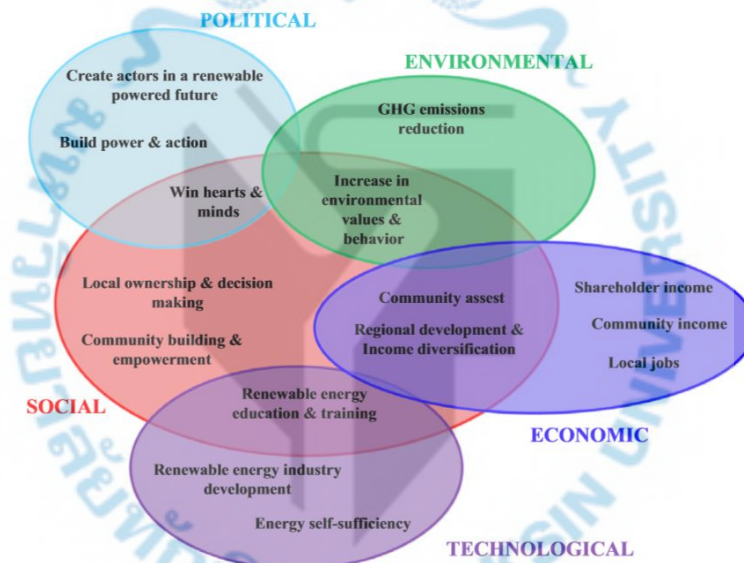 POLITICAL
ENVIRONMENTAL
Create actors in a renewable
powered future
GHG emissions
reduction
Build power & action
Win hearts &
minds
Increase in
environmental
values &
behavior
Local ownership & decision
making
Community assest
Shareholder income
Regional development &
Income diversification
Community income
Community building &
empowerment
Local jobs
Renewable energy
education & training
SOCIAL
ECONOMIC
Renewable energy industry
development
Energy self-sufficiency
TECHNOLOGICAL
UNIVERSITY